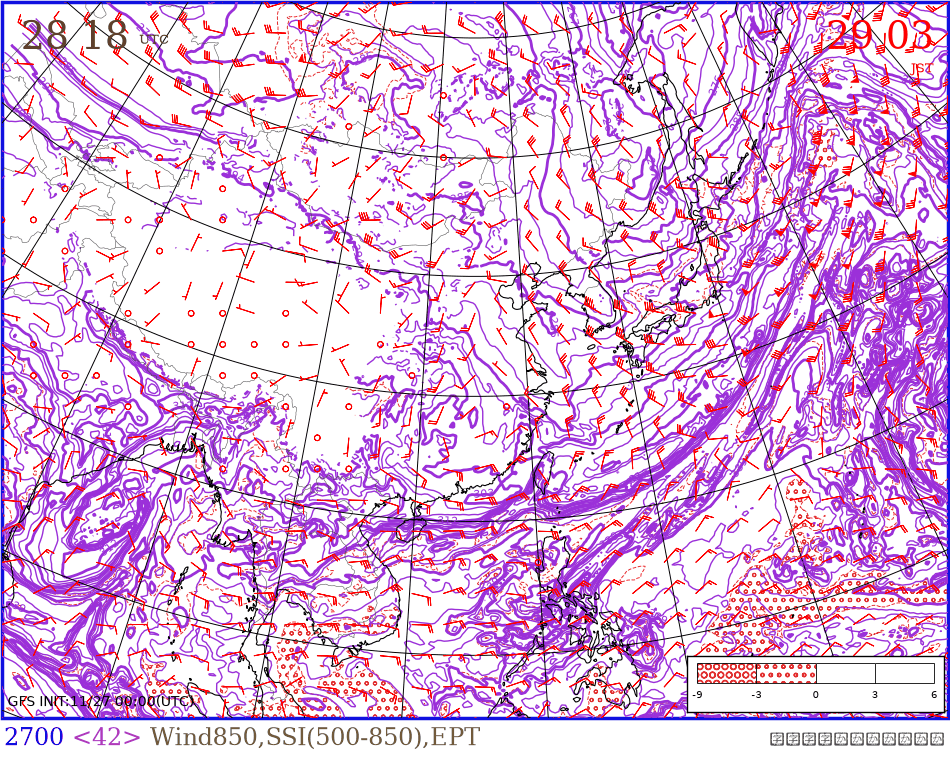 28 18 UTC
29.03
JST
GFS INIT:11/27 00:00(UTC)
-9 -3 0 3 6
2700 <42> Wind850,SSI(500-850),EPT